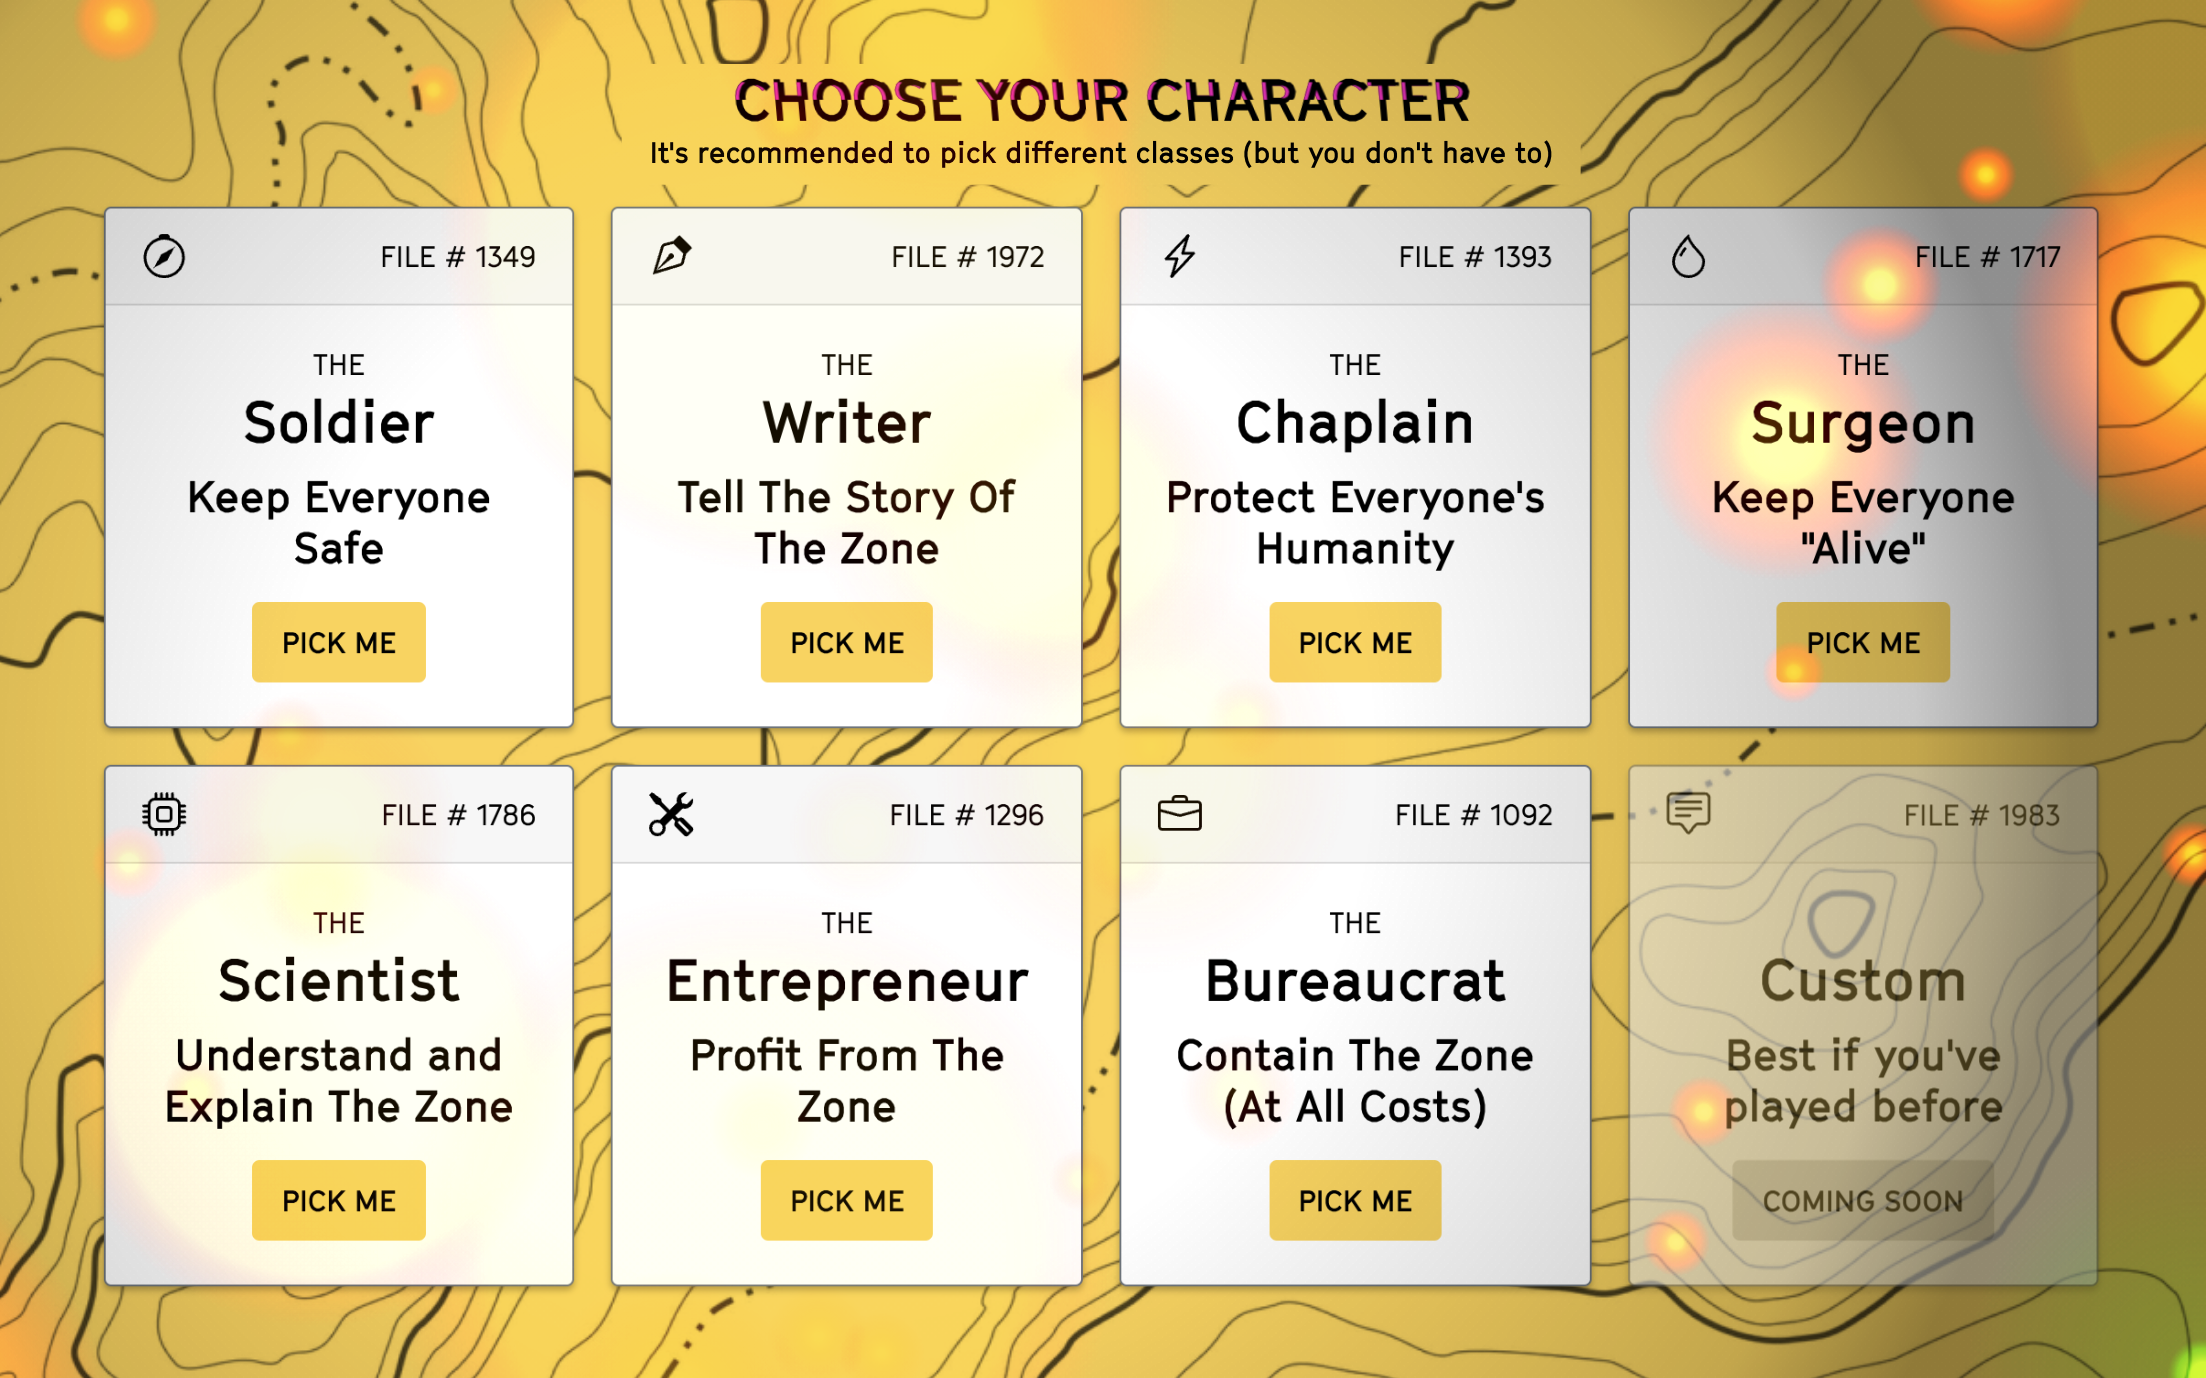 CHOOSE YOUR CHARACTER
It's recommended to pick different classes (but you don't have to)
FILE # 1349
THE
Soldier
Keep Everyone
Safe
PICK ME
FILE # 1972
THE
Writer
Tell The Story Of
The Zone
PICK ME
FILE # 1393
THE
Chaplain
Protect Everyone's
Humanity
PICK ME
FILE # 1717
THE
Surgeon
Keep Everyone
"Alive"
PICK ME
FILE # 1786
THE
Scientist
Understand and
Explain The Zone
PICK ME
FILE # 1296
THE
Entrepreneur
Profit From The
Zone
PICK ME
FILE # 1092
THE
Bureaucrat
Contain The Zone
(At All Costs)
PICK ME
FILE # 1983
Custom
Best if you've
played before
COMING SOON